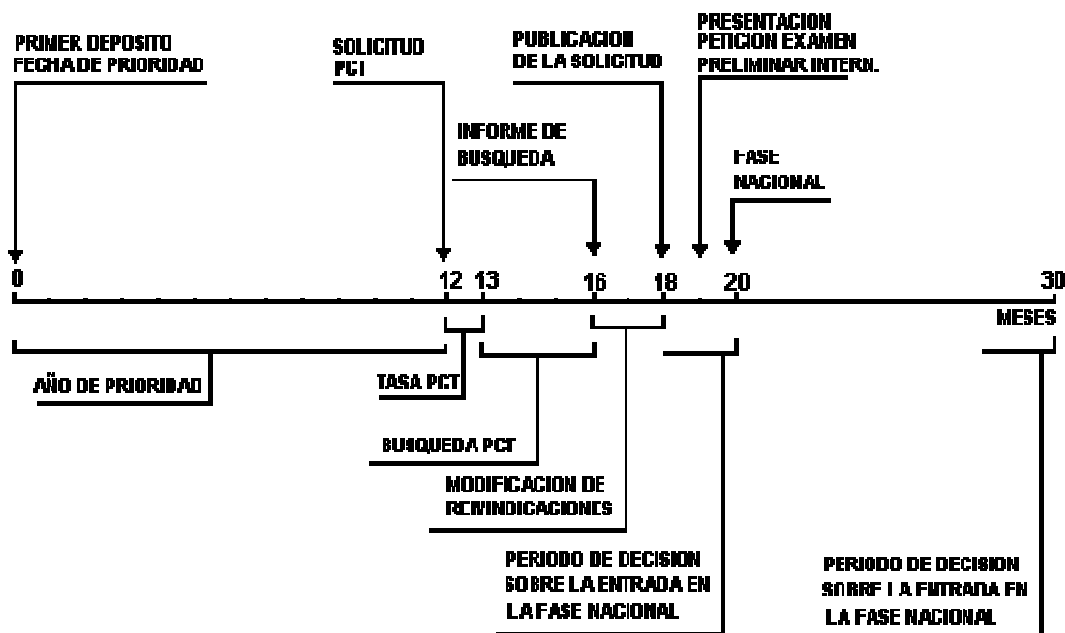 PRIMER DEPOSITO
FECHA DE PRIORIDAD
SOLICITUD
PCT
PUBLICACION
DE LA SOLICITUD
PRESENTACION
PETICION EXAMEN
PRELIMINAR INTERN.
INFORME DE
BUSQUEDA
FASE
NACIONAL
0
12
13
16
18
20
30
MESES
AÑO DE PRIORIDAD
TASA PCT
BUSQUEDA PCT
MODIFICACION DE
REIVINDICACIONES
PERIODO DE DECISION
SOBRE LA ENTRADA EN
LA FASE NACIONAL
PERIODO DE DECISION
SOBRE LA ENTRADA EN
LA FASE NACIONAL